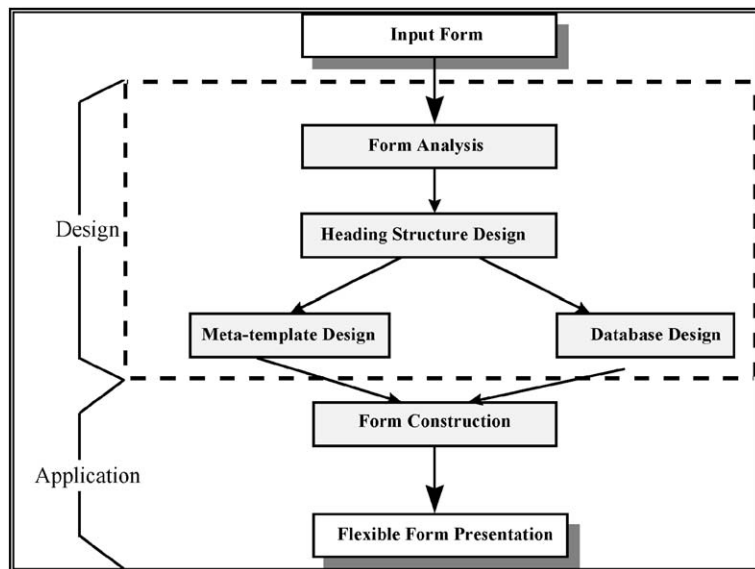 Input Form
Form Analysis
Design
Heading Structure Design
Meta-template Design
Database Design
Form Construction
Application
Flexible Form Presentation